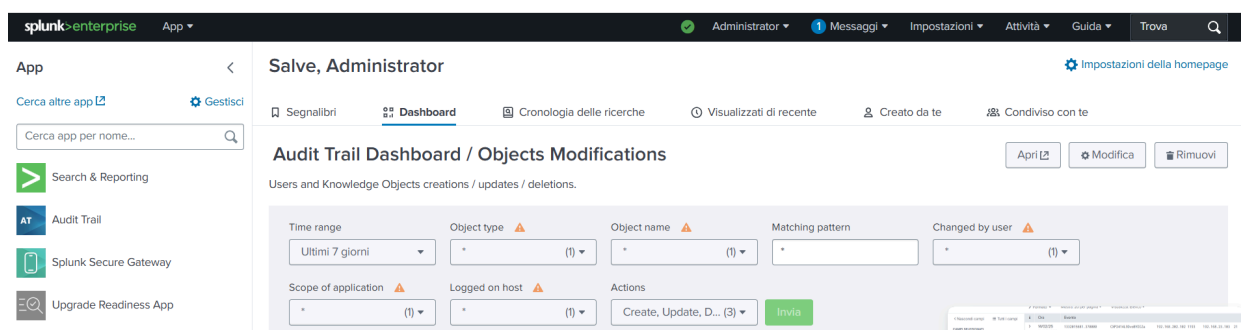 splunk>enterprise App Administrator 1 Messaggi Impostazioni Attività Guida Trova
App
Salve, Administrator
Impostazioni della homepage
Cerca altre app Gestisci
Segnalibri Dashboard Cronologia delle ricerche Visualizzati di recente Creato da te Condiviso con te
Cerca app per nome...
Audit Trail Dashboard / Objects Modifications
Apri Modifica Rimuovi
Search & Reporting
Users and Knowledge Objects creations / updates / deletions.
AT Audit Trail
Time range Object type Object name Matching pattern Changed by user
Ultimi 7 giorni * (1) * (1) * * (1)
Splunk Secure Gateway
Scope of application Logged on host Actions
Upgrade Readiness App
* (1) * (1) Create, Update, D... (3) Invia